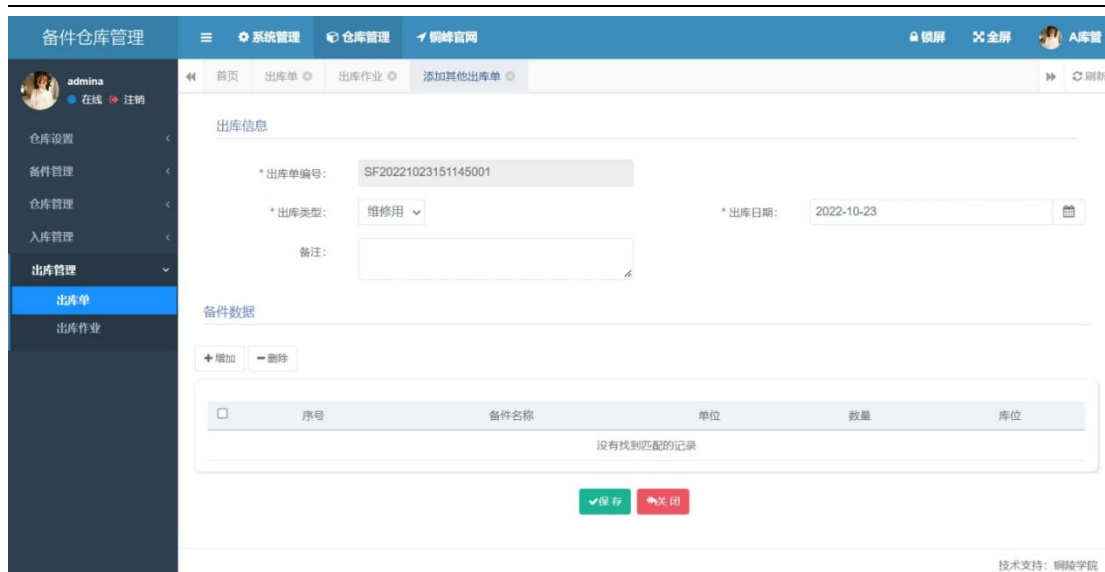 备件仓库管理 系统管理 仓库管理 铜峰官网 锁屏 全屏 A库管
admina
在线 注销
首页 出库单 出库作业 添加其他出库单 刷新
仓库设置
备件管理
仓库管理
入库管理
出库管理
出库单
出库作业
出库信息
*出库单编号: SF20221023151145001
*出库类型: 维修用 *出库日期: 2022-10-23
备注:
备件数据
增加 删除
序号 备件名称 单位 数量 库位
没有找到匹配的记录
保存 关闭
技术支持: 铜陵学院